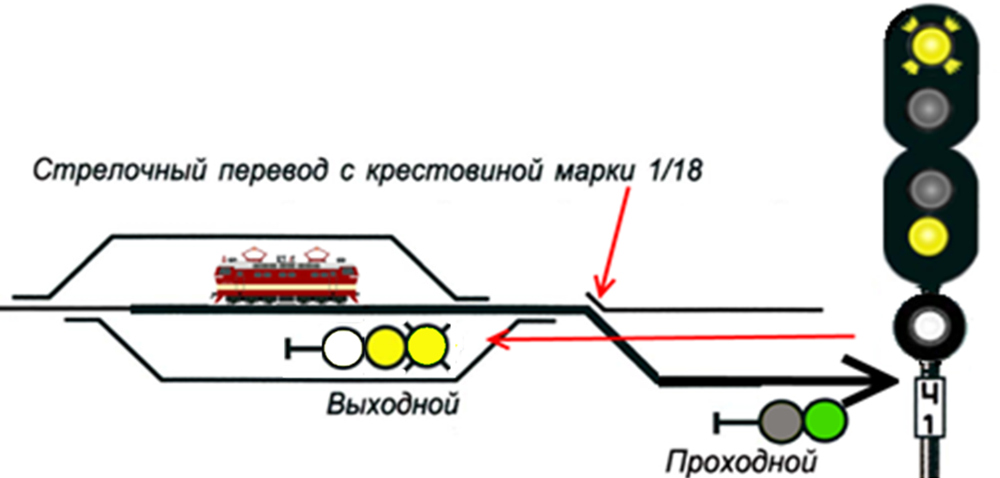 Стрелочный перевод с крестовиной марки 1/18
Выходной
Проходной
Ч
1